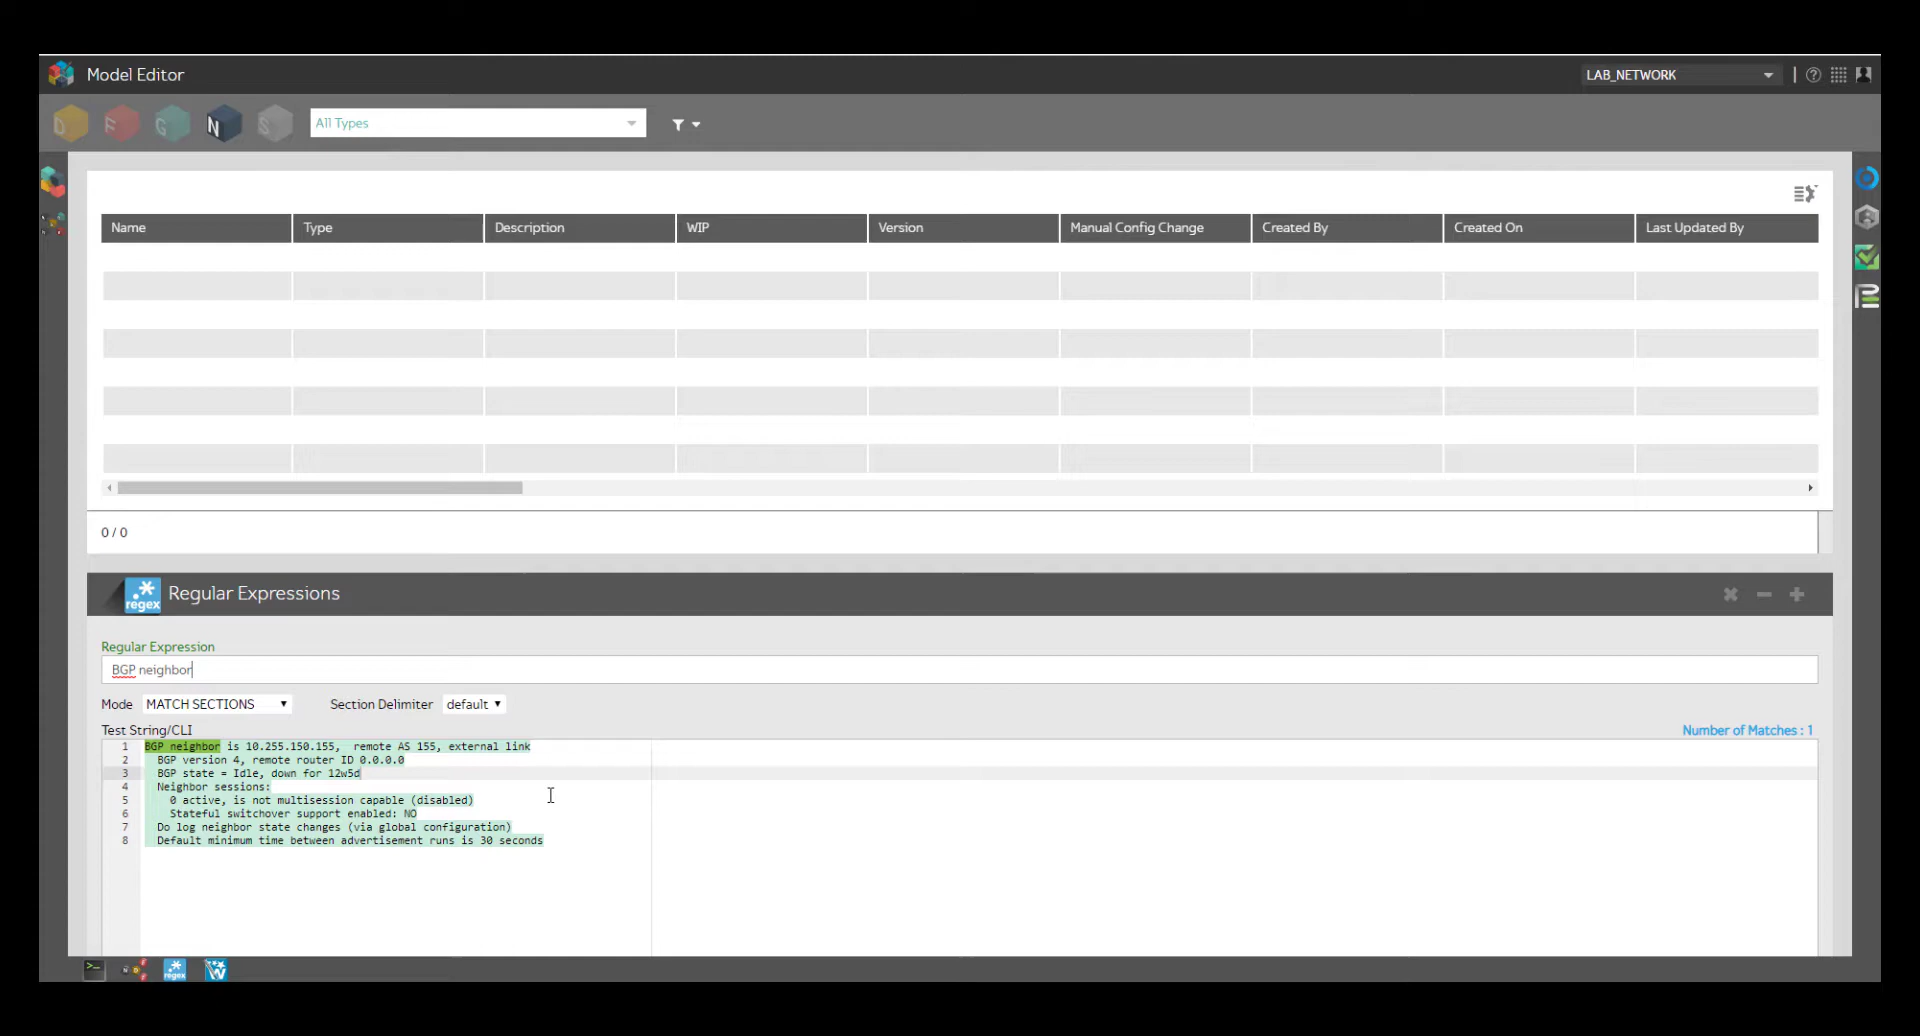 Model Editor
LAB_NETWORK
D F G N S All Types
Name Type Description WIP Version Manual Config Change Created By Created On Last Updated By
0 / 0
regex Regular Expressions
Regular Expression
BGP neighbor
Mode MATCH SECTIONS Section Delimiter default
Test String/CLI Number of Matches : 1
1 BGP neighbor is 10.255.150.155,  remote AS 155, external link
2   BGP version 4, remote router ID 0.0.0.0
3   BGP state = Idle, down for 12w5d
4   Neighbor sessions:
5     0 active, is not multisession capable (disabled)
6     Stateful switchover support enabled: NO
7   Do log neighbor state changes (via global configuration)
8   Default minimum time between advertisement runs is 30 seconds
regex W